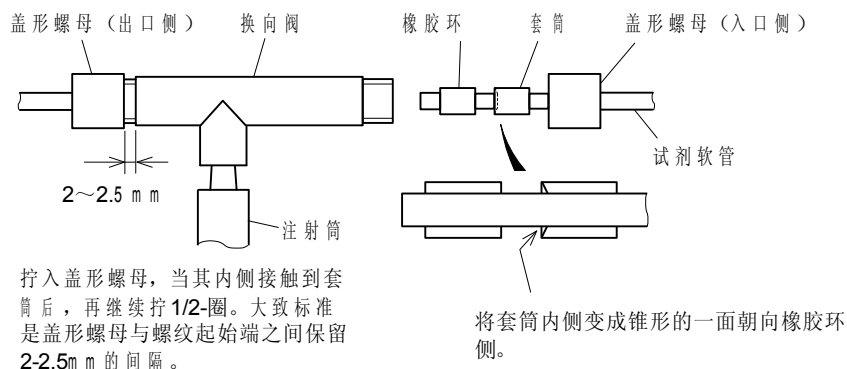 盖形螺母（出口侧） 换向阀 橡胶环 套筒 盖形螺母（入口侧）
试剂软管
2～2.5 mm
注射筒
拧入盖形螺母，当其内侧接触到套
筒后，再继续拧1/2-圈。大致标准
是盖形螺母与螺纹起始端之间保留
2-2.5mm的间隔。
将套筒内侧变成锥形的一面朝向橡胶环
侧。